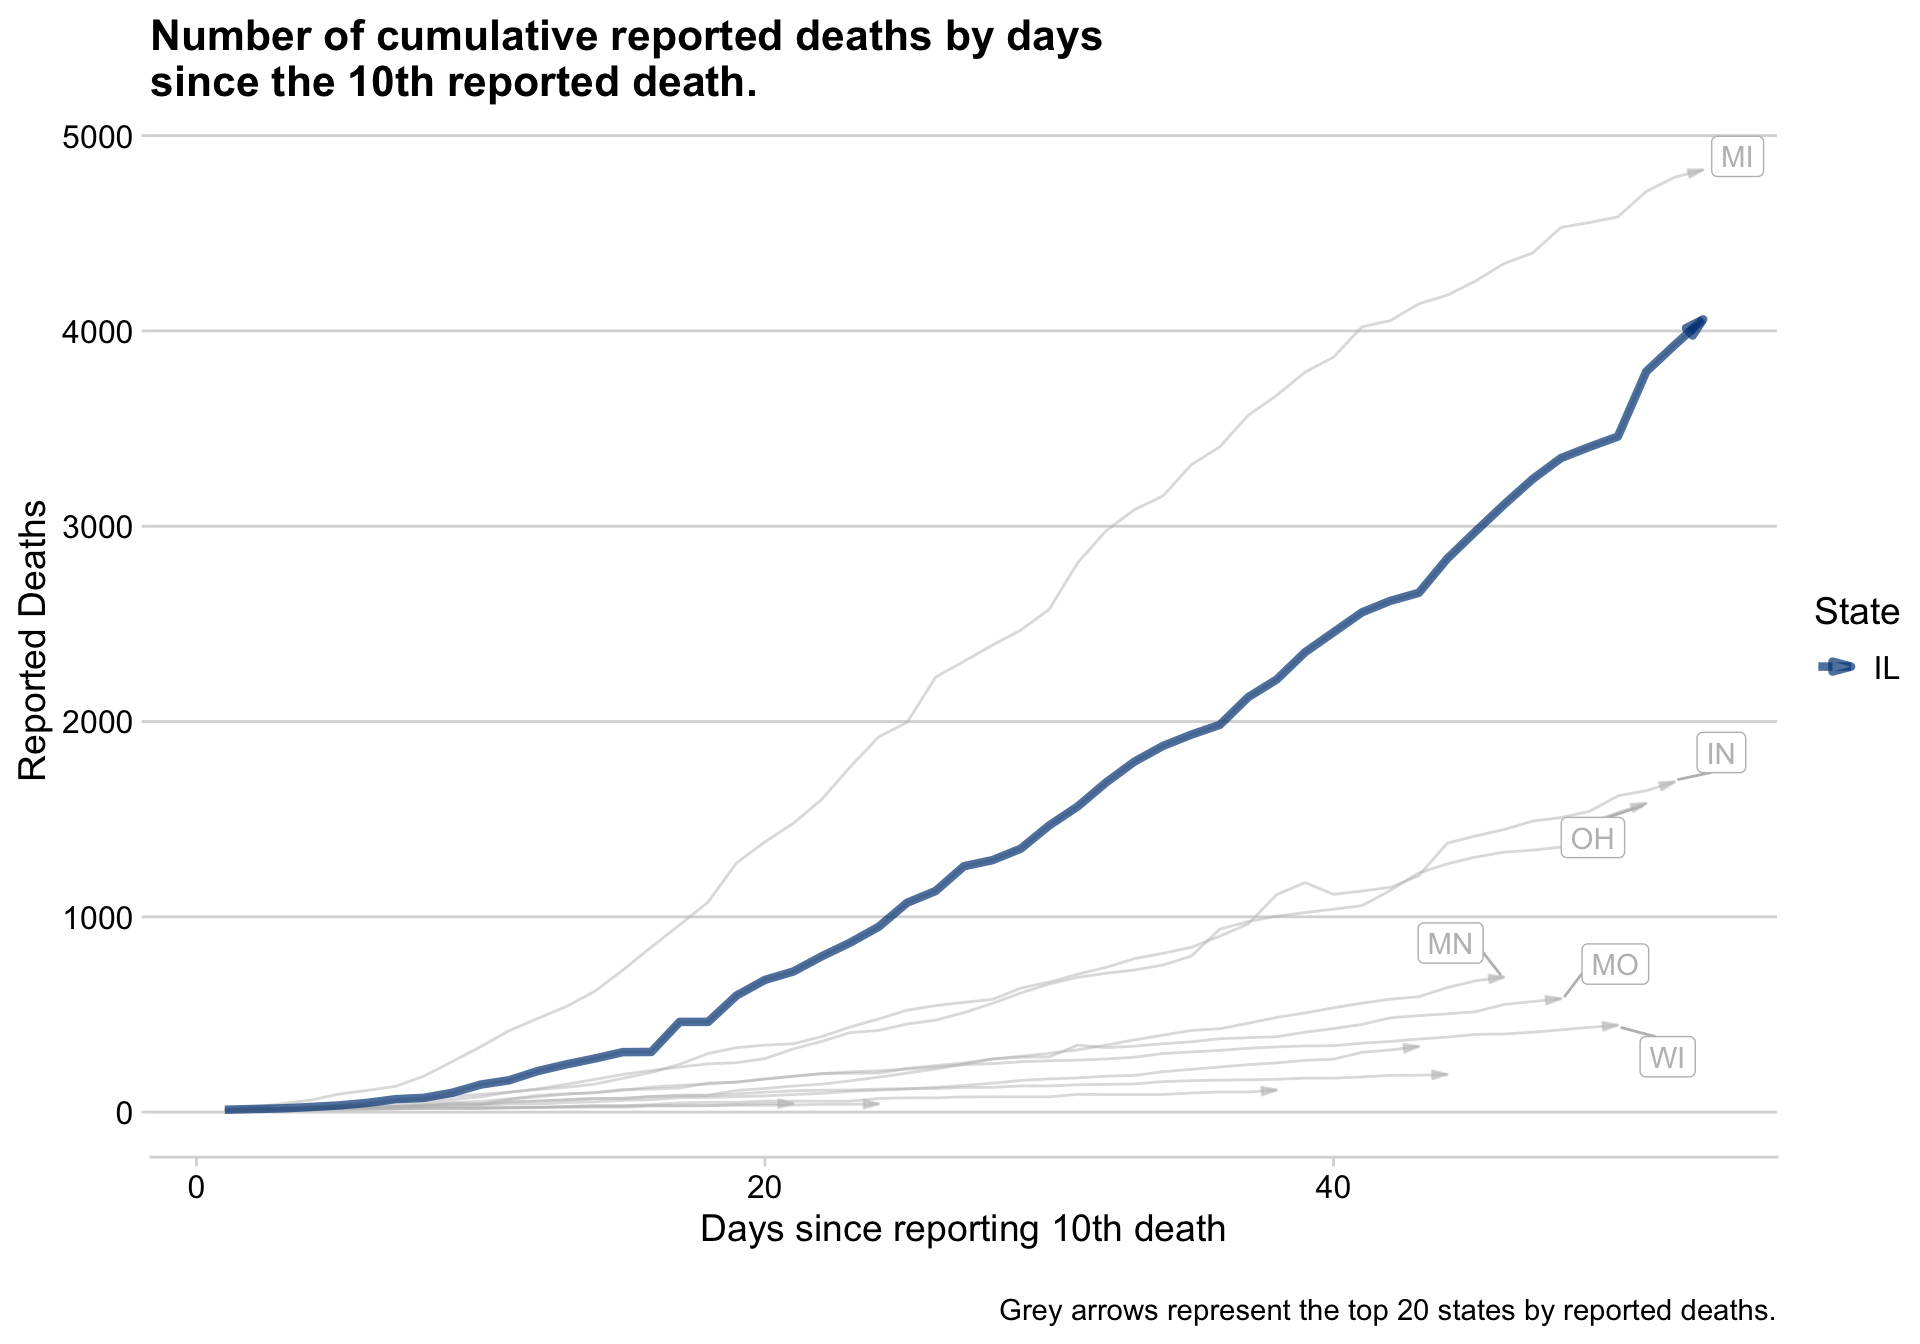 Number of cumulative reported deaths by days
since the 10th reported death.
5000
4000
3000
2000
1000
0
Reported Deaths
MI
IN
OH
MN
MO
WI
State
IL
0
20
40
Days since reporting 10th death
Grey arrows represent the top 20 states by reported deaths.